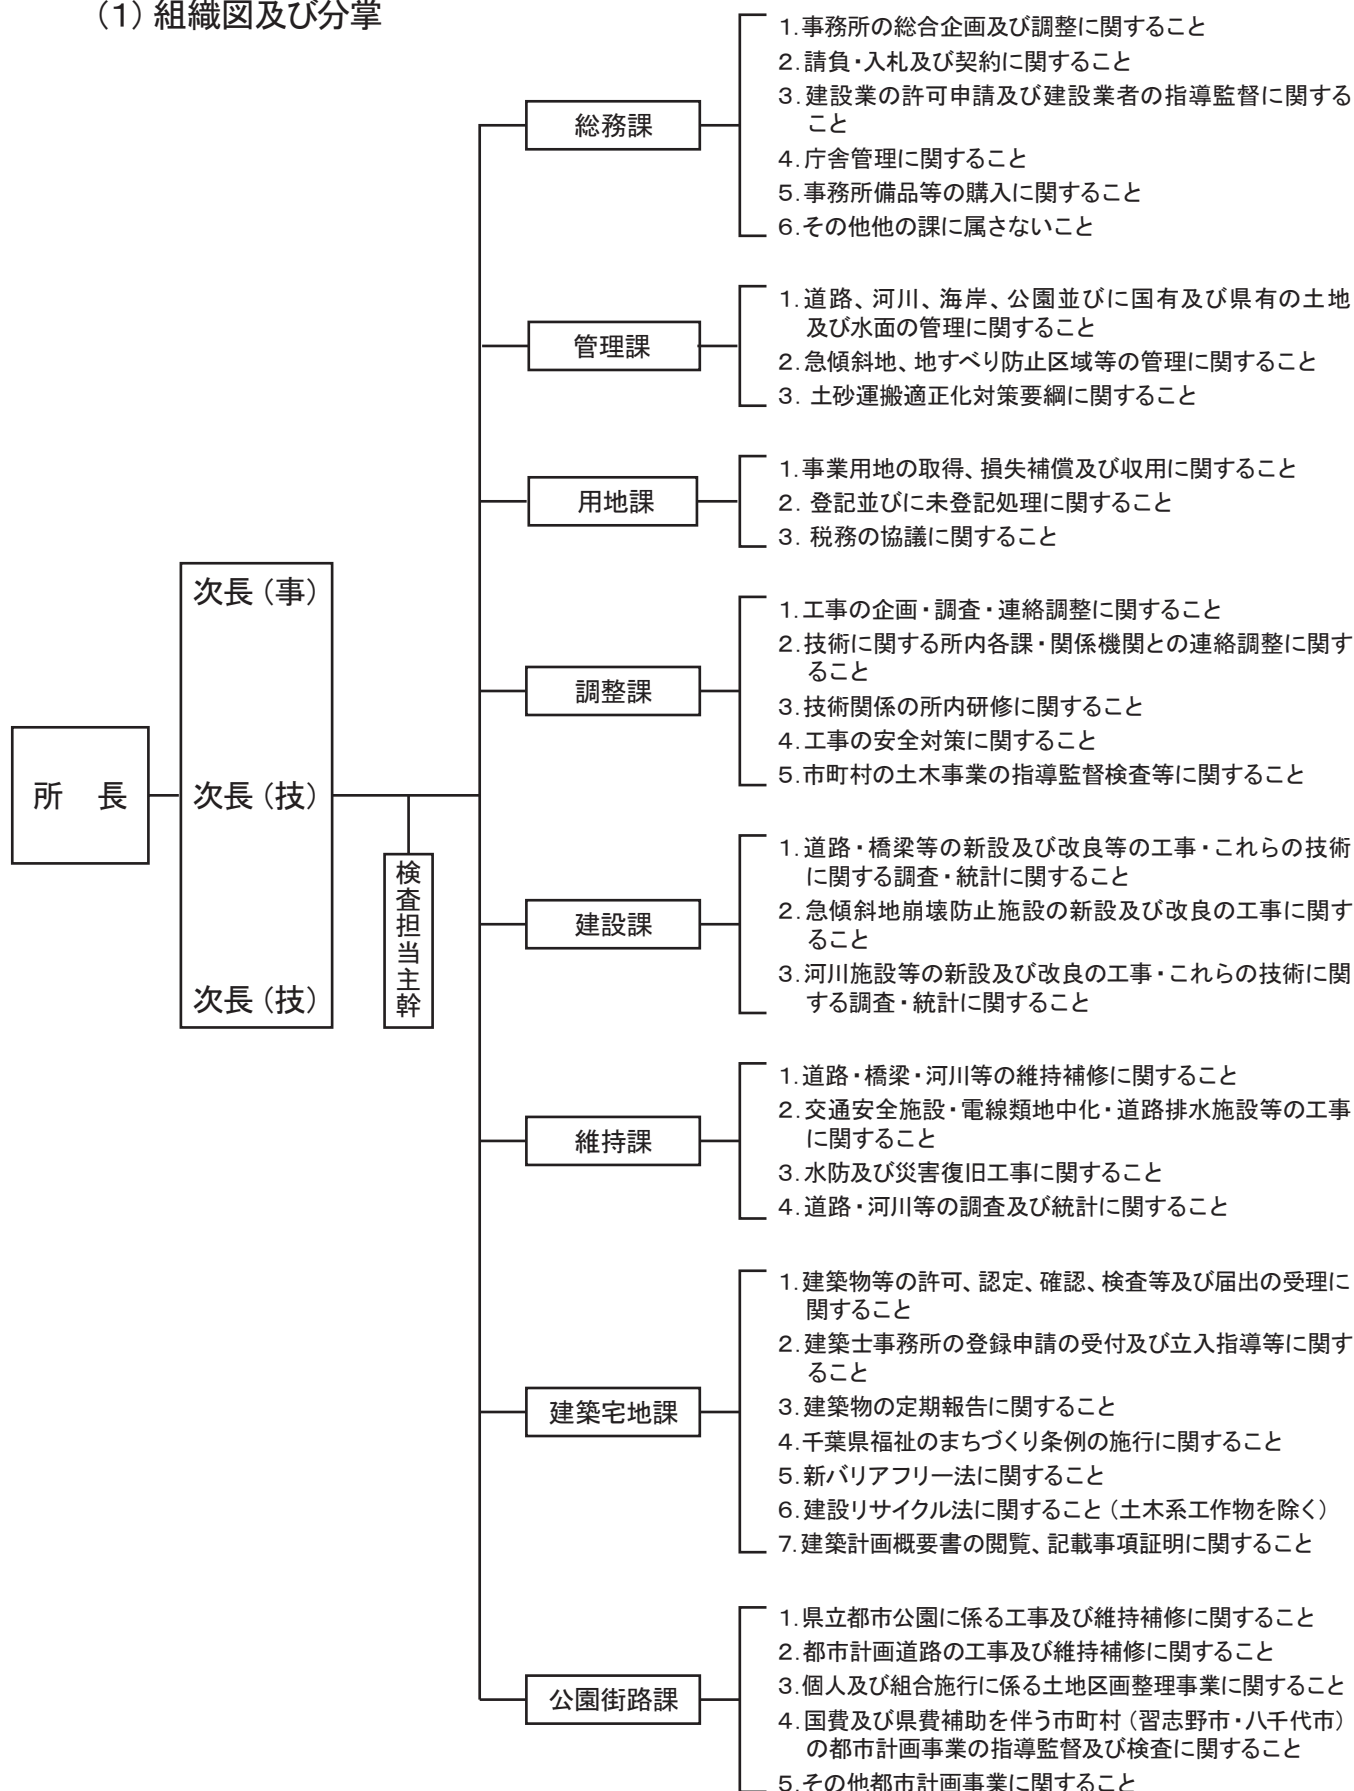 (1) 組織図及び分掌
所　長
次長（事）
次長（技）
次長（技）
検査担当主幹
総務課
1.事務所の総合企画及び調整に関すること
2.請負・入札及び契約に関すること
3.建設業の許可申請及び建設業者の指導監督に関する
こと
4.庁舎管理に関すること
5.事務所備品等の購入に関すること
6.その他他の課に属さないこと
管理課
1.道路、河川、海岸、公園並びに国有及び県有の土地
及び水面の管理に関すること
2.急傾斜地、地すべり防止区域等の管理に関すること
3. 土砂運搬適正化対策要綱に関すること
用地課
1.事業用地の取得、損失補償及び収用に関すること
2. 登記並びに未登記処理に関すること
3. 税務の協議に関すること
調整課
1.工事の企画・調査・連絡調整に関すること
2.技術に関する所内各課・関係機関との連絡調整に関す
ること
3.技術関係の所内研修に関すること
4.工事の安全対策に関すること
5.市町村の土木事業の指導監督検査等に関すること
建設課
1.道路・橋梁等の新設及び改良等の工事・これらの技術
に関する調査・統計に関すること
2.急傾斜地崩壊防止施設の新設及び改良の工事に関す
ること
3.河川施設等の新設及び改良の工事・これらの技術に関
する調査・統計に関すること
維持課
1.道路・橋梁・河川等の維持補修に関すること
2.交通安全施設・電線類地中化・道路排水施設等の工事
に関すること
3.水防及び災害復旧工事に関すること
4.道路・河川等の調査及び統計に関すること
建築宅地課
1.建築物等の許可、認定、確認、検査等及び届出の受理に
関すること
2.建築士事務所の登録申請の受付及び立入指導等に関す
ること
3.建築物の定期報告に関すること
4.千葉県福祉のまちづくり条例の施行に関すること
5.新バリアフリー法に関すること
6.建設リサイクル法に関すること（土木系工作物を除く）
7.建築計画概要書の閲覧、記載事項証明に関すること
公園街路課
1.県立都市公園に係る工事及び維持補修に関すること
2.都市計画道路の工事及び維持補修に関すること
3.個人及び組合施行に係る土地区画整理事業に関すること
4.国費及び県費補助を伴う市町村（習志野市・八千代市）
の都市計画事業の指導監督及び検査に関すること
5.その他都市計画事業に関すること